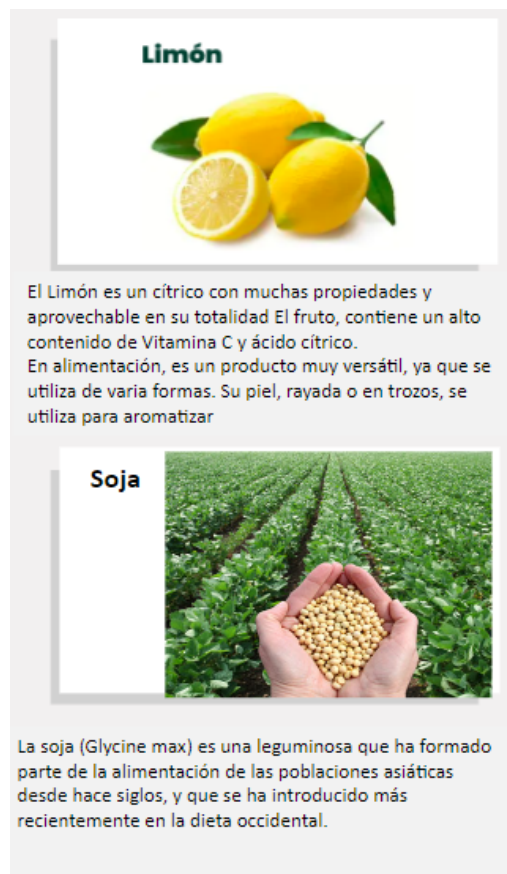 Limón
El Limón es un cítrico con muchas propiedades y
aprovechable en su totalidad El fruto, contiene un alto
contenido de Vitamina C y ácido cítrico.
En alimentación, es un producto muy versátil, ya que se
utiliza de varia formas. Su piel, rayada o en trozos, se
utiliza para aromatizar
Soja
La soja (Glycine max) es una leguminosa que ha formado
parte de la alimentación de las poblaciones asiáticas
desde hace siglos, y que se ha introducido más
recientemente en la dieta occidental.